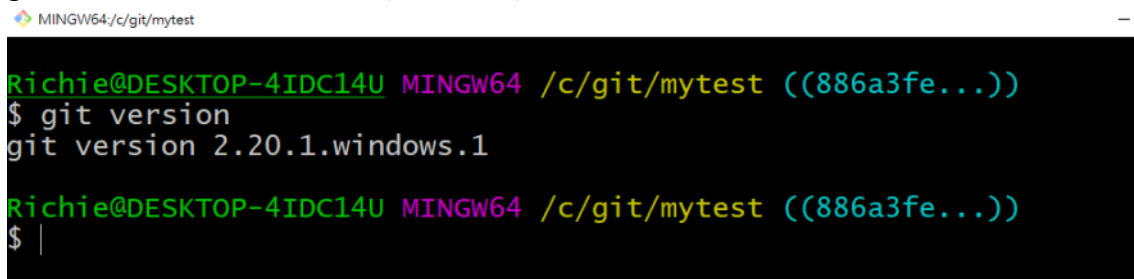 MINGW64:/c/git/mytest
Richie@DESKTOP-4IDC14U MINGW64 /c/git/mytest ((886a3fe...))
$ git version
git version 2.20.1.windows.1
Richie@DESKTOP-4IDC14U MINGW64 /c/git/mytest ((886a3fe...))
$